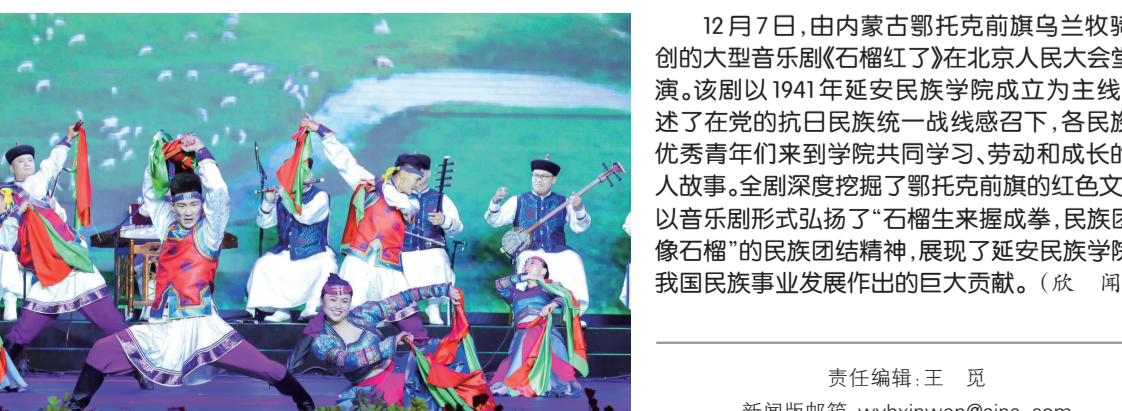 12月7日,由内蒙古鄂托克前旗乌兰牧骑
创的大型音乐剧《石榴红了》在北京人民大会堂
演。该剧以1941年延安民族学院成立为主线
述了在党的抗日民族统一战线感召下,各民族
优秀青年们来到学院共同学习、劳动和成长的
人故事。全剧深度挖掘了鄂托克前旗的红色文
以音乐剧形式弘扬了“石榴生来握成拳,民族团
像石榴”的民族团结精神,展现了延安民族学院
我国民族事业发展作出的巨大贡献。(欣 闻
责任编辑:王 觅